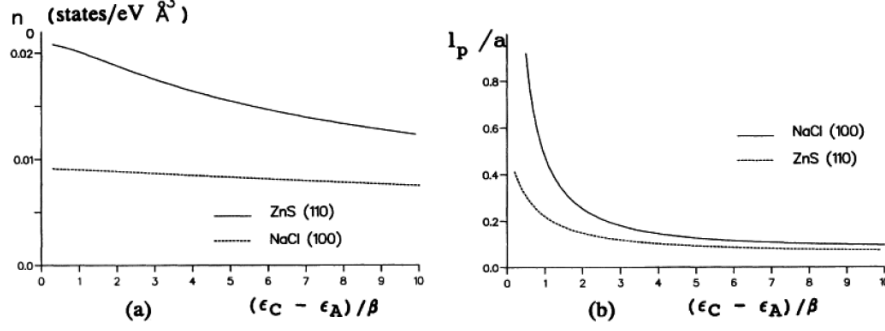 n (states/eV Å³)
0
0.02
0.01
0.0
0 1 2 3 4 5 6 7 8 9 10
ZnS (110)
NaCl (100)
(a) (ϵC - ϵA)/β
lp /a
0.8
0.6
0.4
0.2
0.0
0 1 2 3 4 5 6 7 8 9 10
NaCl (100)
ZnS (110)
(b) (ϵC - ϵA)/β